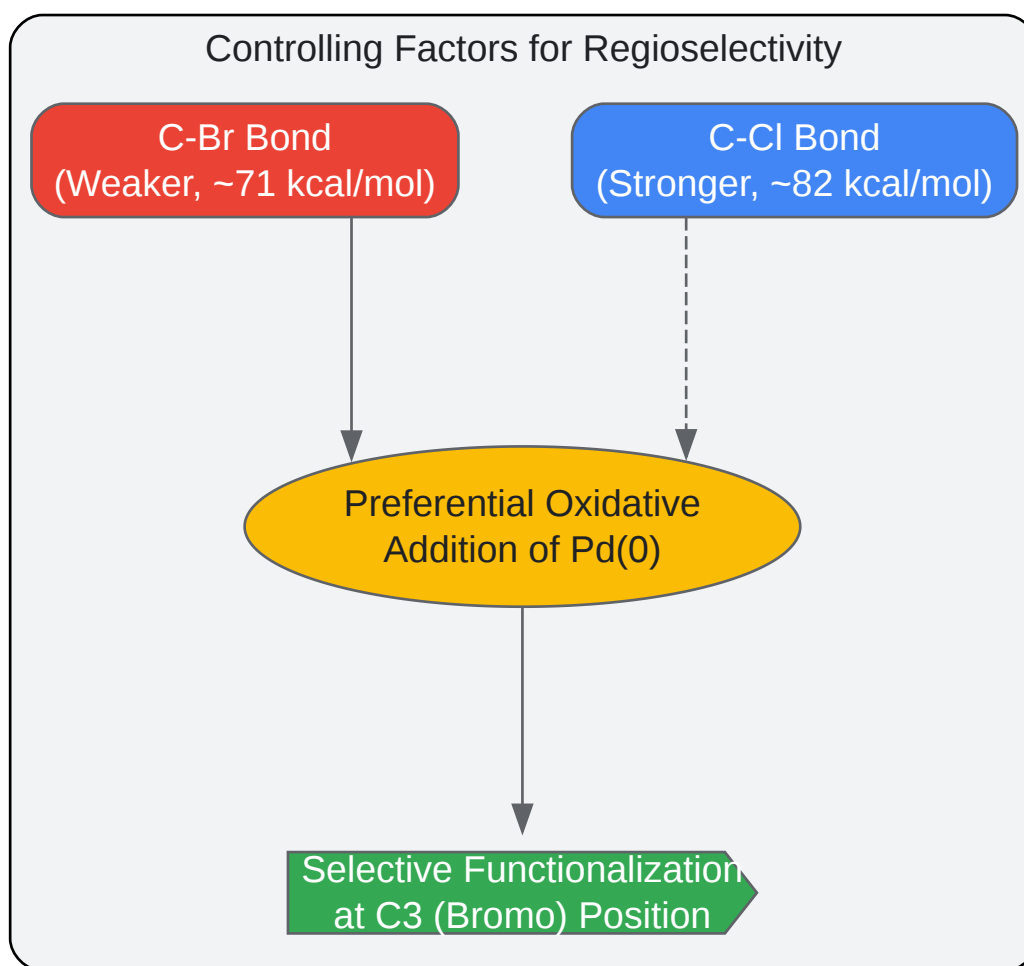 Controlling Factors for Regioselectivity
C-Br Bond
(Weaker, ~71 kcal/mol)
C-Cl Bond
(Stronger, ~82 kcal/mol)
Preferential Oxidative
Addition of Pd(0)
Selective Functionalization
at C3 (Bromo) Position